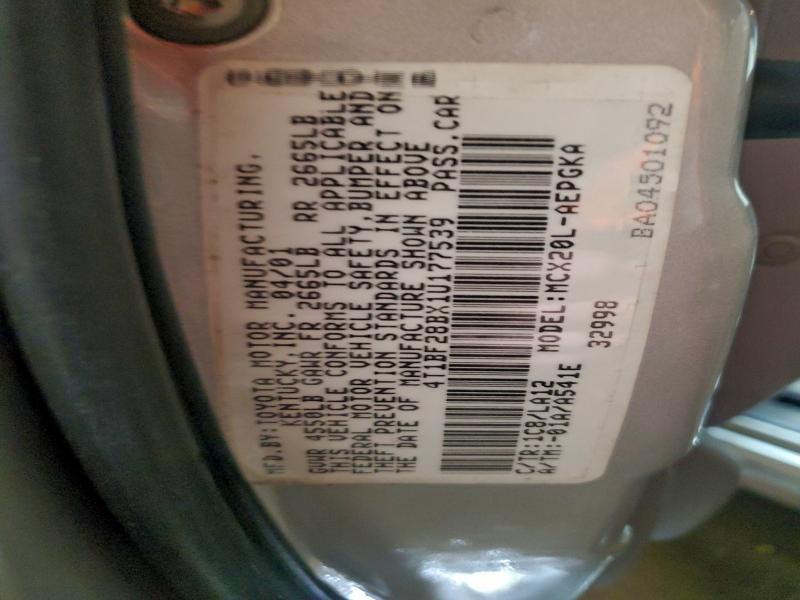 MFD. BY: TOYOTA MOTOR MANUFACTURING,
KENTUCKY, INC. 04/01
GVWR 4550LB GAWR FR 2665LB RR 2665LB
THIS VEHICLE CONFORMS TO ALL APPLICABLE
FEDERAL MOTOR VEHICLE SAFETY, BUMPER AND
THEFT PREVENTION STANDARDS IN EFFECT ON
THE DATE OF MANUFACTURE SHOWN ABOVE
4T1BF28BX1U177539 PASS. CAR
C/TR:1C8/LA12 MODEL:MCX20L-AEPGKA
A/TM:-01A/A541E 32998
BA04501092